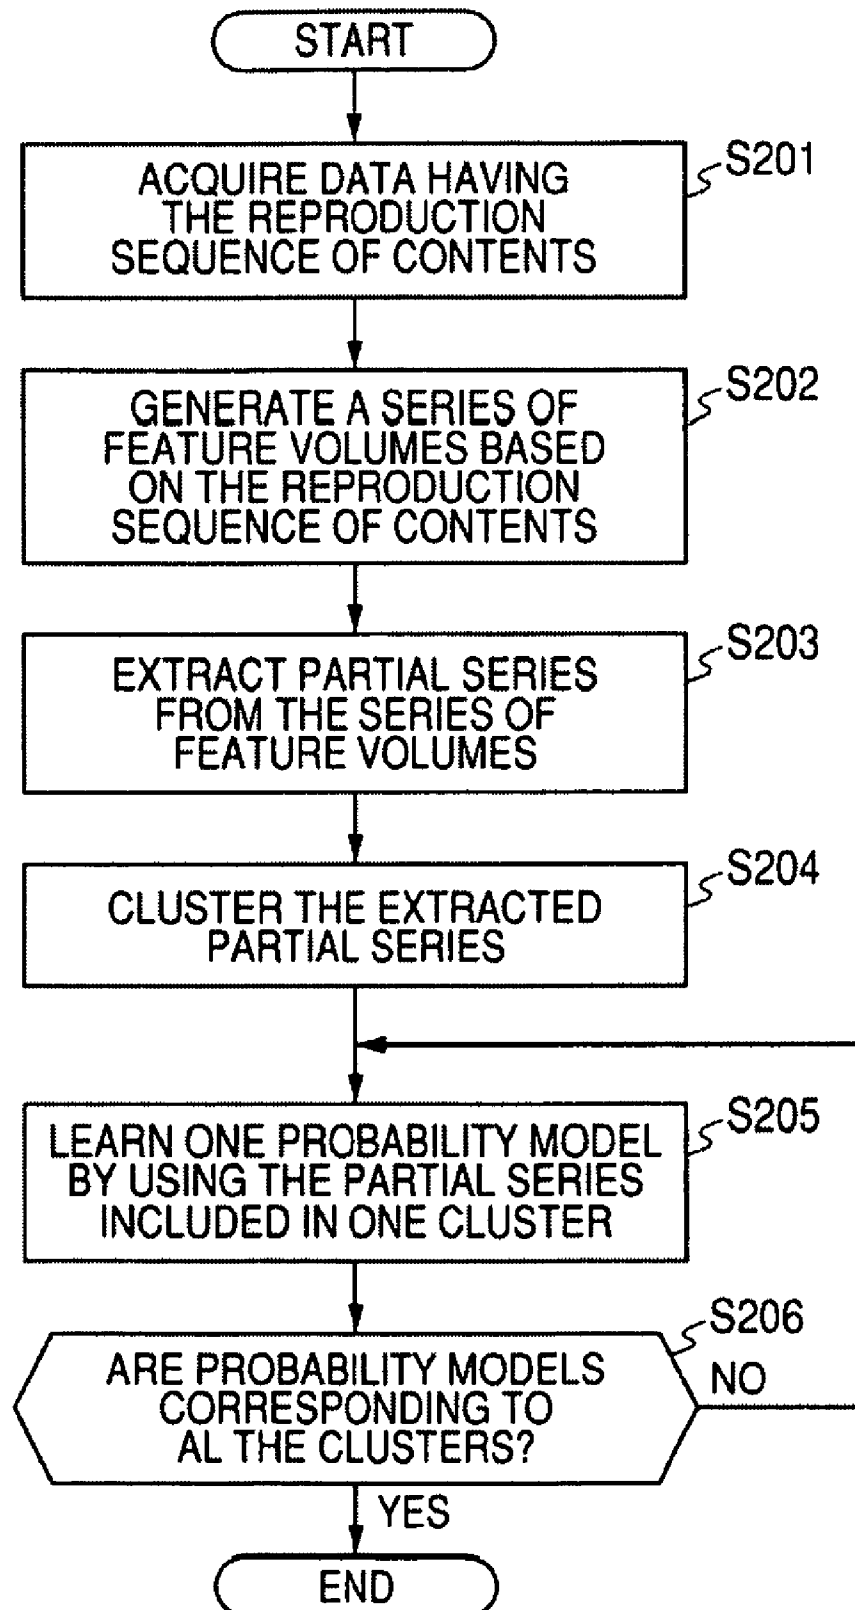 START
S201
ACQUIRE DATA HAVING
THE REPRODUCTION
SEQUENCE OF CONTENTS
S202
GENERATE A SERIES OF
FEATURE VOLUMES BASED
ON THE REPRODUCTION
SEQUENCE OF CONTENTS
S203
EXTRACT PARTIAL SERIES
FROM THE SERIES OF
FEATURE VOLUMES
S204
CLUSTER THE EXTRACTED
PARTIAL SERIES
S205
LEARN ONE PROBABILITY MODEL
BY USING THE PARTIAL SERIES
INCLUDED IN ONE CLUSTER
S206
ARE PROBABILITY MODELS
CORRESPONDING TO
AL THE CLUSTERS?
NO
YES
END